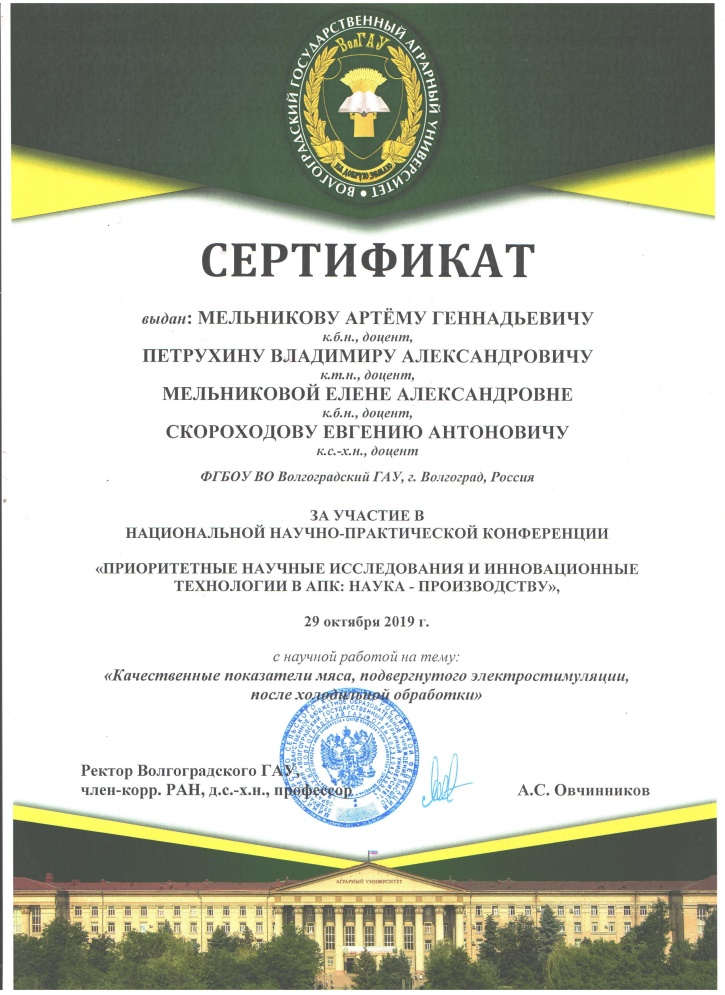 ВОЛГОГРАДСКИЙ ГОСУДАРСТВЕННЫЙ АГРАРНЫЙ УНИВЕРСИТЕТ •
ВолГАУ
СЕРТИФИКАТ
выдан: МЕЛЬНИКОВУ АРТЁМУ ГЕННАДЬЕВИЧУ
к.б.н., доцент,
ПЕТРУХИНУ ВЛАДИМИРУ АЛЕКСАНДРОВИЧУ
к.т.н., доцент,
МЕЛЬНИКОВОЙ ЕЛЕНЕ АЛЕКСАНДРОВНЕ
к.б.н., доцент,
СКОРОХОДОВУ ЕВГЕНИЮ АНТОНОВИЧУ
к.с.-х.н., доцент
ФГБОУ ВО Волгоградский ГАУ, г. Волгоград, Россия
ЗА УЧАСТИЕ В
НАЦИОНАЛЬНОЙ НАУЧНО-ПРАКТИЧЕСКОЙ КОНФЕРЕНЦИИ
«ПРИОРИТЕТНЫЕ НАУЧНЫЕ ИССЛЕДОВАНИЯ И ИННОВАЦИОННЫЕ
ТЕХНОЛОГИИ В АПК: НАУКА - ПРОИЗВОДСТВУ»,
29 октября 2019 г.
с научной работой на тему:
«Качественные показатели мяса, подвергнутого электростимуляции,
после холодильной обработки»
Ректор Волгоградского ГАУ,
член-корр. РАН, д.с.-х.н., профессор
А.С. Овчинников
АГРАРНЫЙ УНИВЕРСИТЕТ